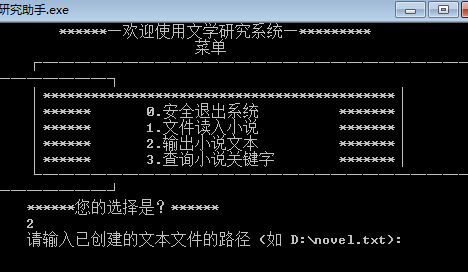 研究助手.exe
******—欢迎使用文学研究系统—*********
菜单
***********************************
****** 0.安全退出系统 *******
****** 1.文件读入小说 *******
****** 2.输出小说文本 *******
****** 3.查询小说关键字 *******
******您的选择是? ******
2
请输入已创建的文本文件的路径 (如 D:\novel.txt):